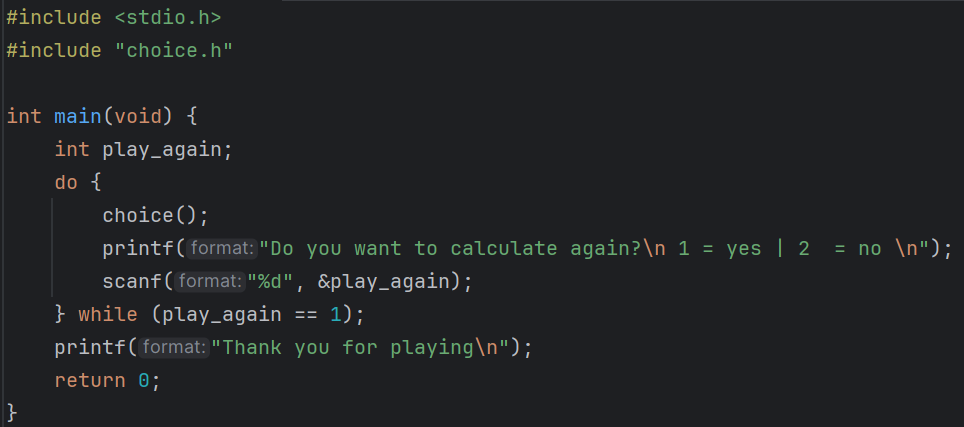 #include <stdio.h>
#include "choice.h"
int main(void) {
    int play_again;
    do {
        choice();
        printf(format:"Do you want to calculate again?\n 1 = yes | 2  = no \n");
        scanf(format:"%d", &play_again);
    } while (play_again == 1);
    printf(format:"Thank you for playing\n");
    return 0;
}